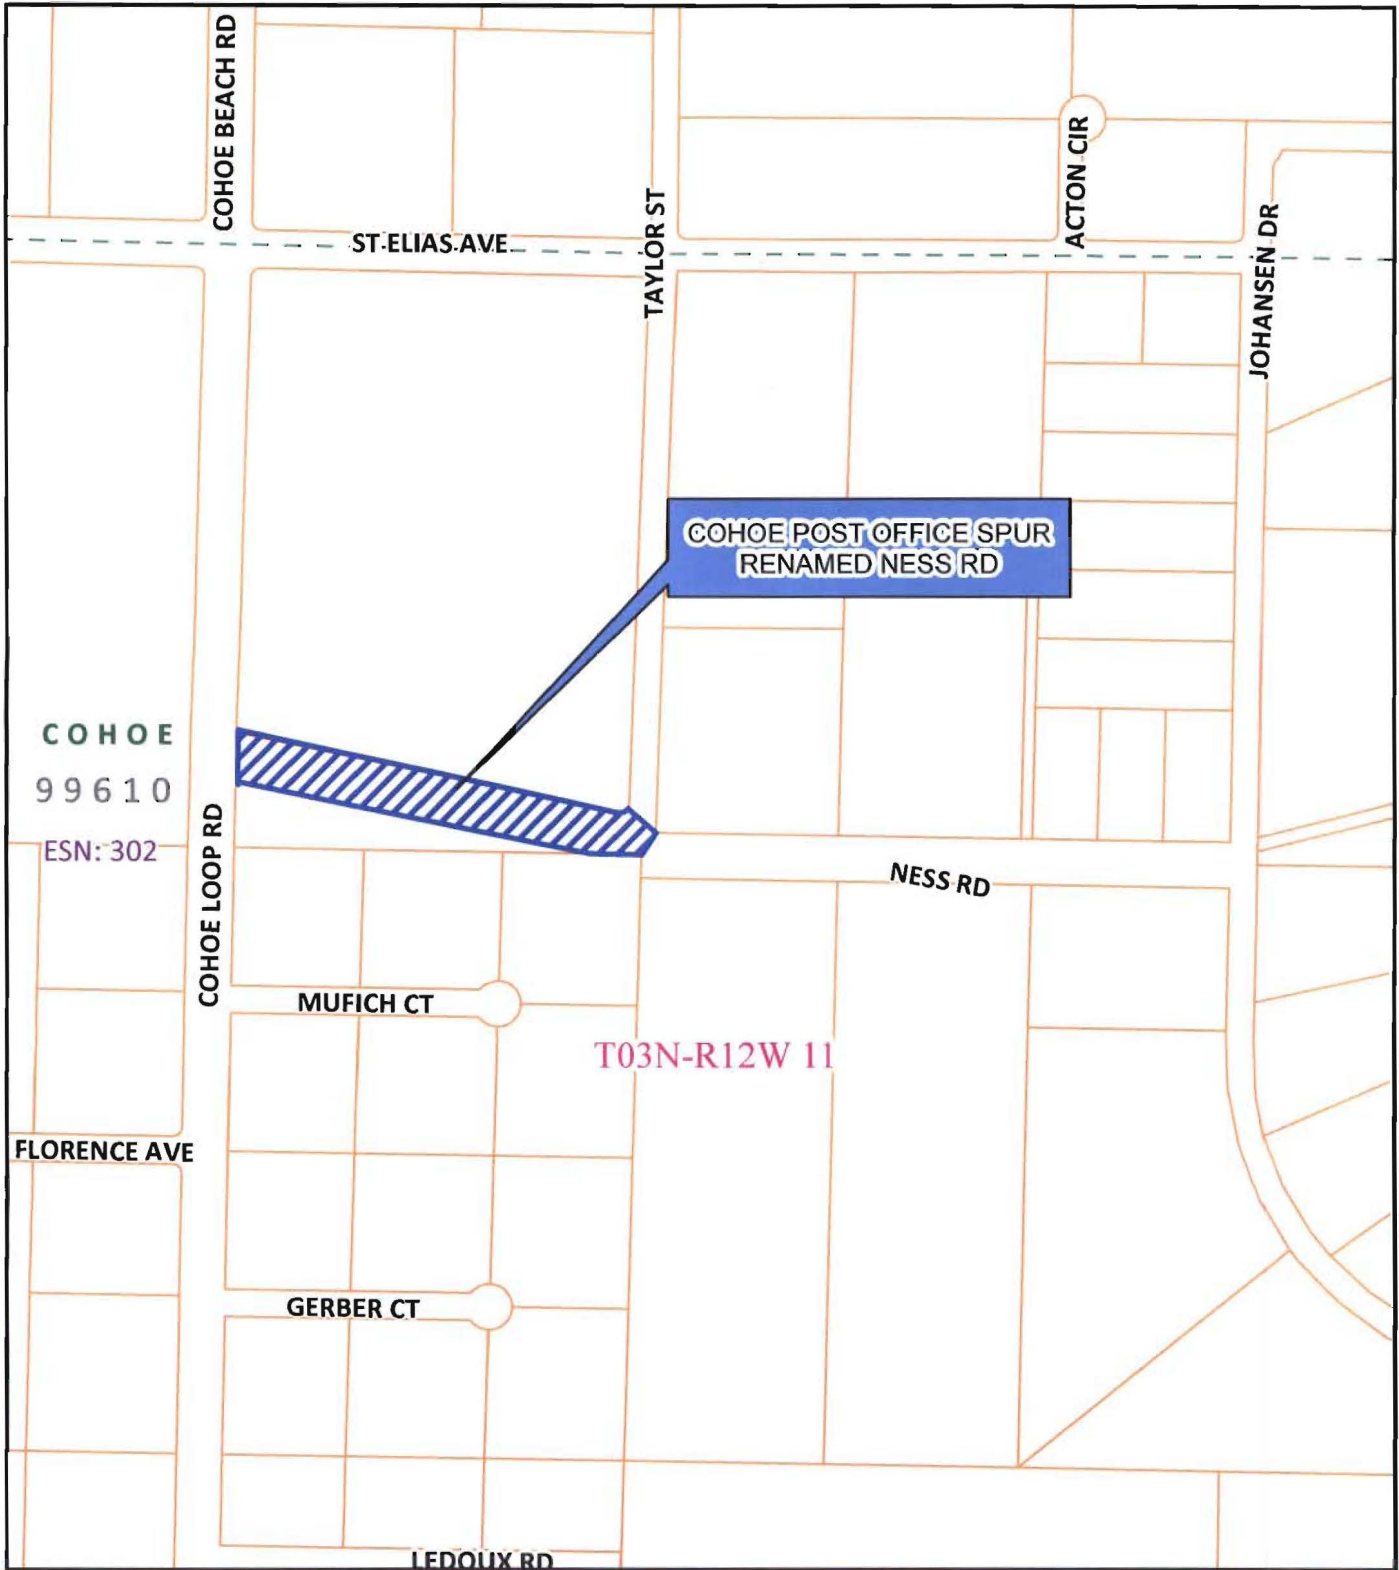 COHOE BEACH RD
ST ELIAS AVE
TAYLOR ST
ACTON CIR
JOHANSEN DR
COHOE POST OFFICE SPUR
RENAMED NESS RD
COHOE
99610
ESN: 302
COHOE LOOP RD
NESS RD
MUFICH CT
T03N-R12W 11
FLORENCE AVE
GERBER CT
LEDOUX RD